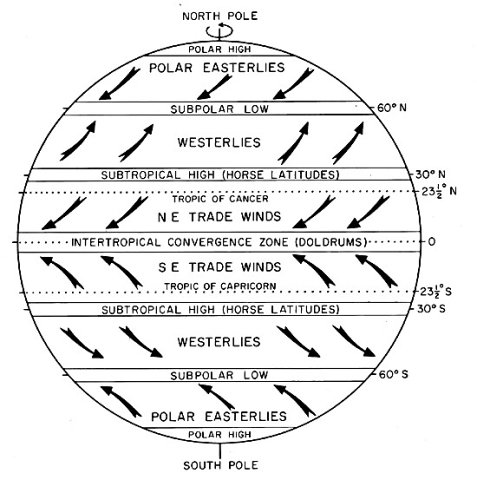 NORTH POLE
POLAR HIGH
POLAR EASTERLIES
SUBPOLAR LOW
60° N
WESTERLIES
SUBTROPICAL HIGH (HORSE LATITUDES)
30° N
23½° N
TROPIC OF CANCER
N E TRADE WINDS
INTERTROPICAL CONVERGENCE ZONE (DOLDRUMS)
0
S E TRADE WINDS
TROPIC OF CAPRICORN
23½° S
SUBTROPICAL HIGH (HORSE LATITUDES)
30° S
WESTERLIES
SUBPOLAR LOW
60° S
POLAR EASTERLIES
POLAR HIGH
SOUTH POLE